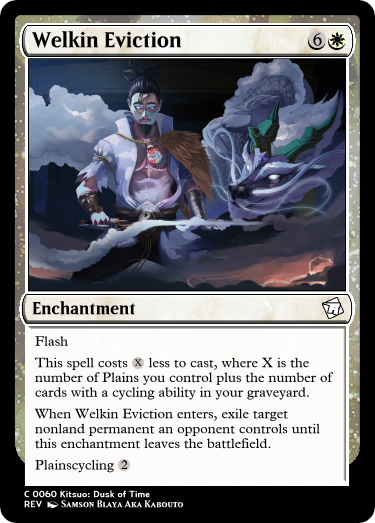 Welkin Eviction 6
Enchantment
Flash
This spell costs X less to cast, where X is the
number of Plains you control plus the number of
cards with a cycling ability in your graveyard.
When Welkin Eviction enters, exile target
nonland permanent an opponent controls until
this enchantment leaves the battlefield.
Plainscycling 2
C 0060 Kitsuo: Dusk of Time
REV Samson Blaya Aka Kabouto